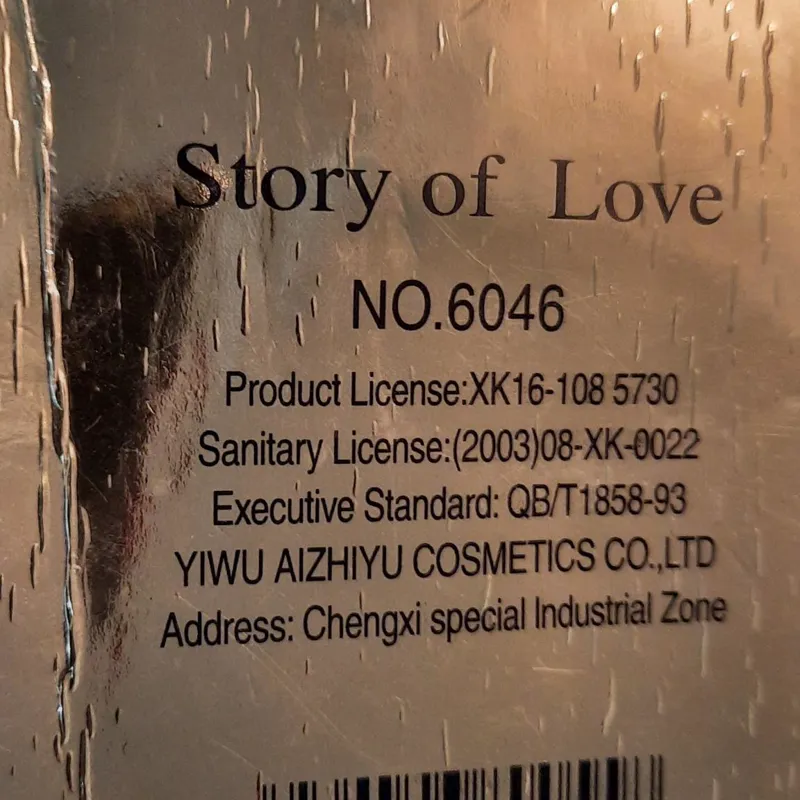 Story of Love
NO.6046
Product License:XK16-108 5730
Sanitary License:(2003)08-XK-0022
Executive Standard: QB/T1858-93
YIWU AIZHIYU COSMETICS CO.,LTD
Address: Chengxi special Industrial Zone